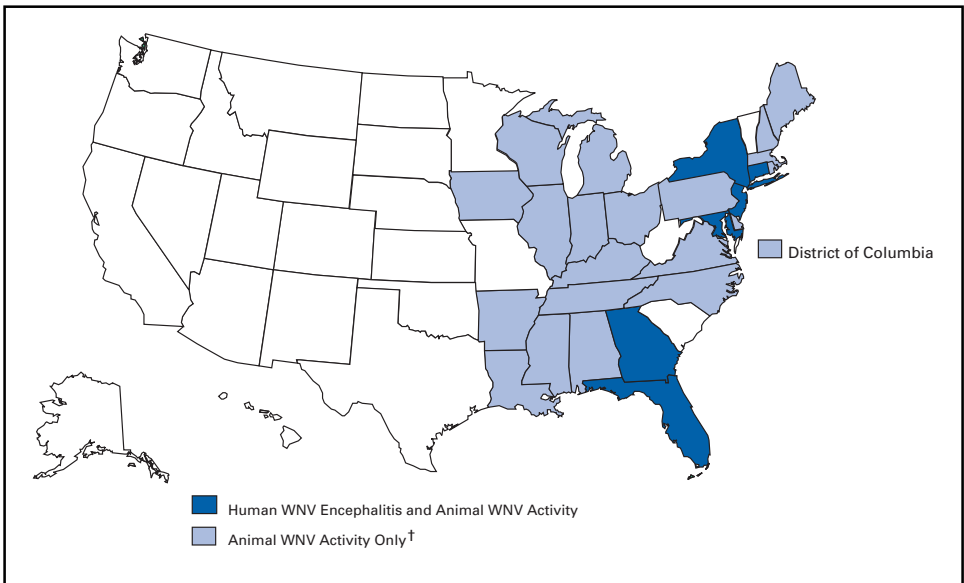 District of Columbia
Human WNV Encephalitis and Animal WNV Activity
Animal WNV Activity Only†